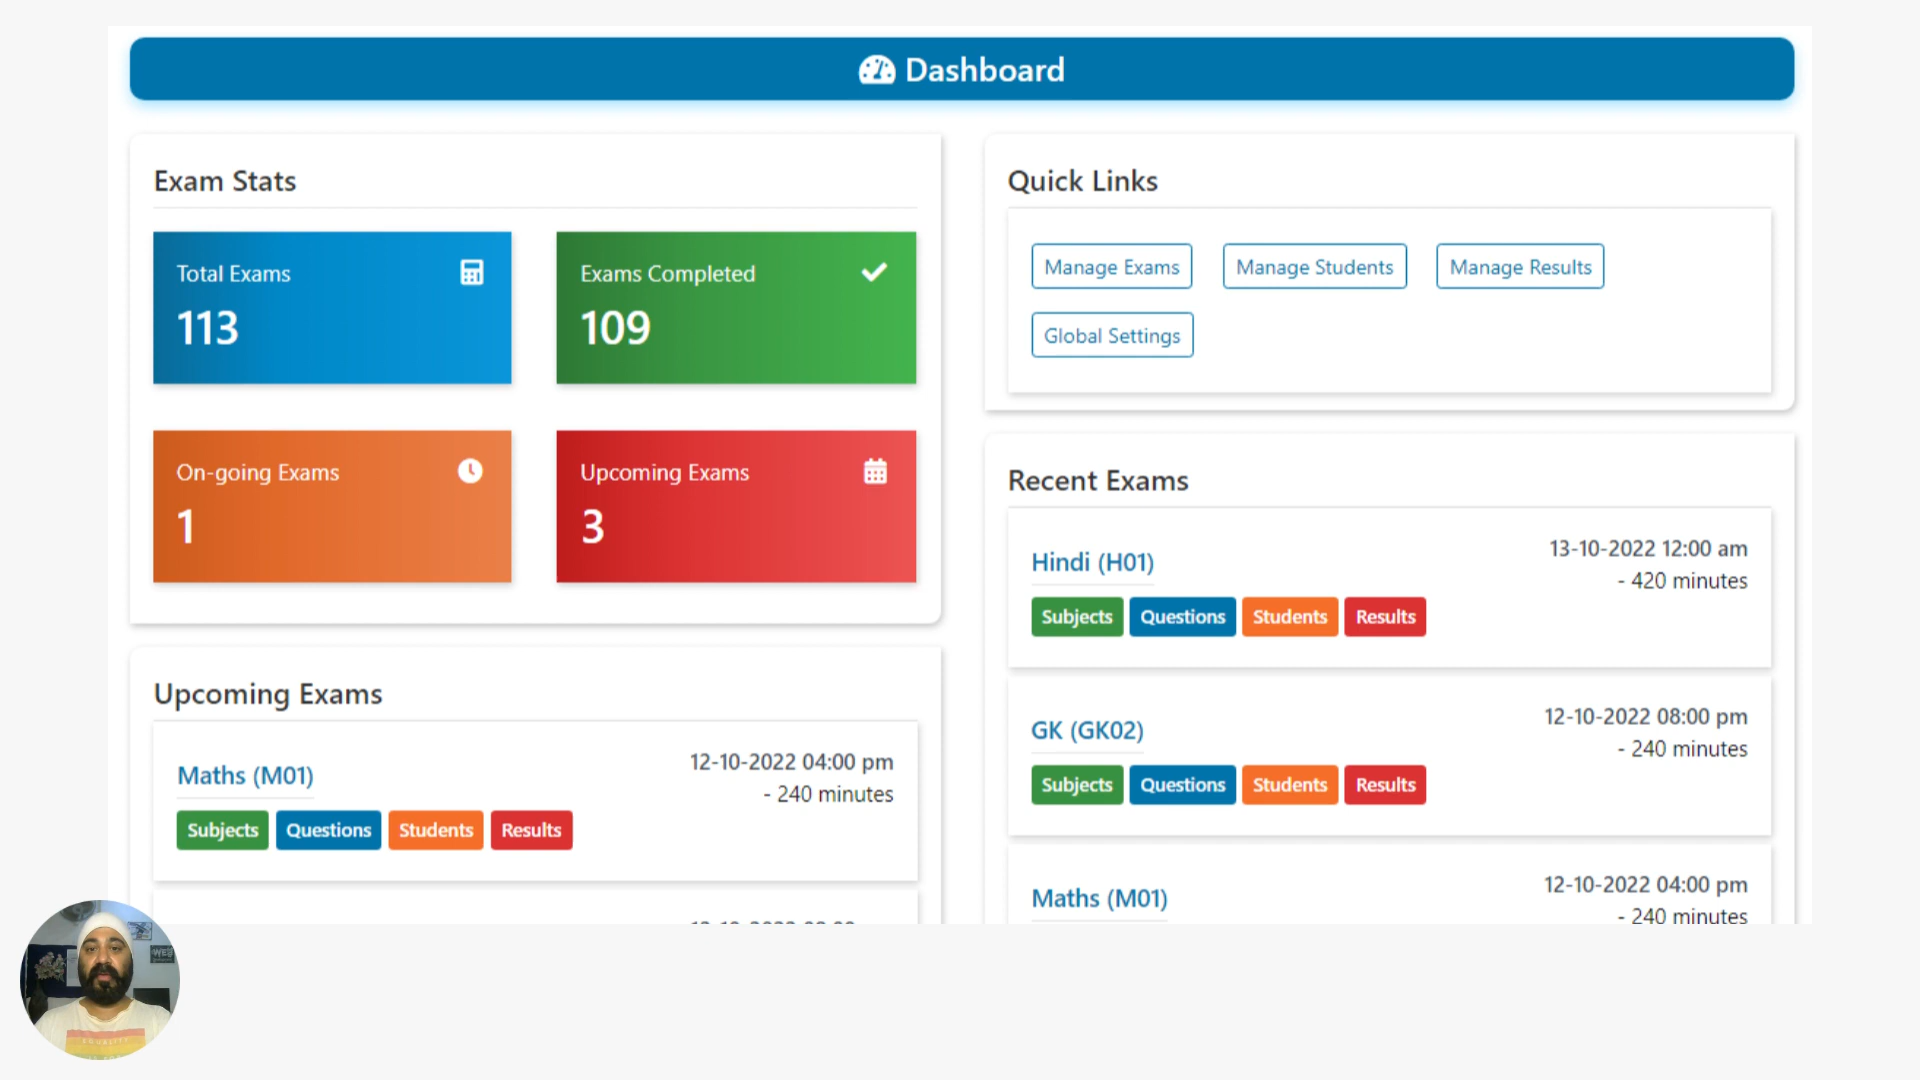 Dashboard
Exam Stats
Total Exams
113
Exams Completed
109
On-going Exams
1
Upcoming Exams
3
Upcoming Exams
Maths (M01)
12-10-2022 04:00 pm
- 240 minutes
Subjects Questions Students Results
Quick Links
Manage Exams Manage Students Manage Results
Global Settings
Recent Exams
Hindi (H01)
13-10-2022 12:00 am
- 420 minutes
Subjects Questions Students Results
GK (GK02)
12-10-2022 08:00 pm
- 240 minutes
Subjects Questions Students Results
Maths (M01)
12-10-2022 04:00 pm
- 240 minutes